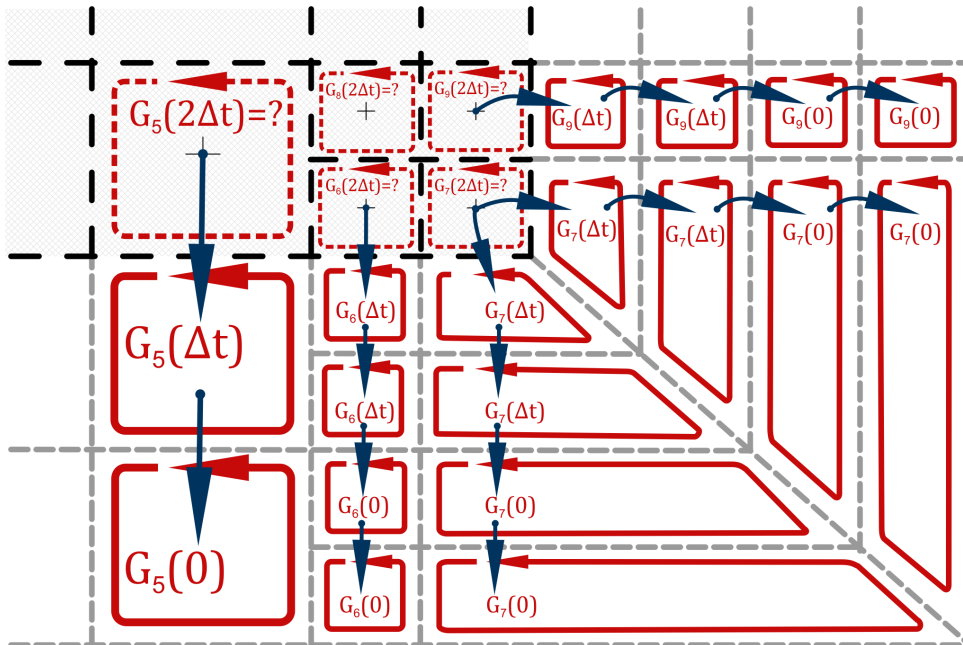 G₅(2Δt)=?
G₈(2Δt)=?
G₉(2Δt)=?
G₉(Δt)
G₉(Δt)
G₉(0)
G₉(0)
G₆(2Δt)=?
G₇(2Δt)=?
G₇(Δt)
G₇(Δt)
G₇(0)
G₇(0)
G₅(Δt)
G₆(Δt)
G₇(Δt)
G₆(Δt)
G₇(Δt)
G₅(0)
G₆(0)
G₇(0)
G₆(0)
G₇(0)